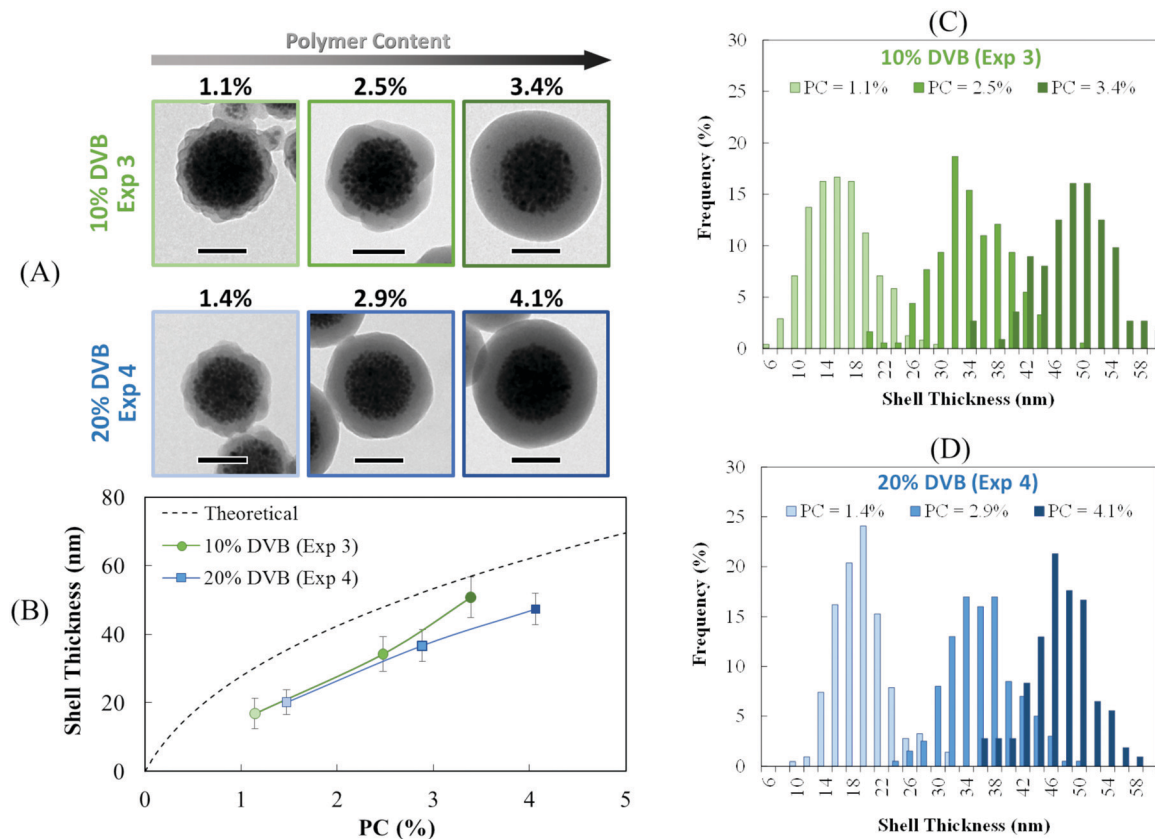 Polymer Content
1.1%
2.5%
3.4%
10% DVB
Exp 3
(A)
1.4%
2.9%
4.1%
20% DVB
Exp 4
(B)
Shell Thickness (nm)
80
60
40
20
0
Theoretical
10% DVB (Exp 3)
20% DVB (Exp 4)
0 1 2 3 4 5
PC (%)
(C)
10% DVB (Exp 3)
PC = 1.1% PC = 2.5% PC = 3.4%
Frequency (%)
30
25
20
15
10
5
0
6 10 14 18 22 26 30 34 38 42 46 50 54 58
Shell Thickness (nm)
(D)
20% DVB (Exp 4)
PC = 1.4% PC = 2.9% PC = 4.1%
Frequency (%)
30
25
20
15
10
5
0
6 10 14 18 22 26 30 34 38 42 46 50 54 58
Shell Thickness (nm)